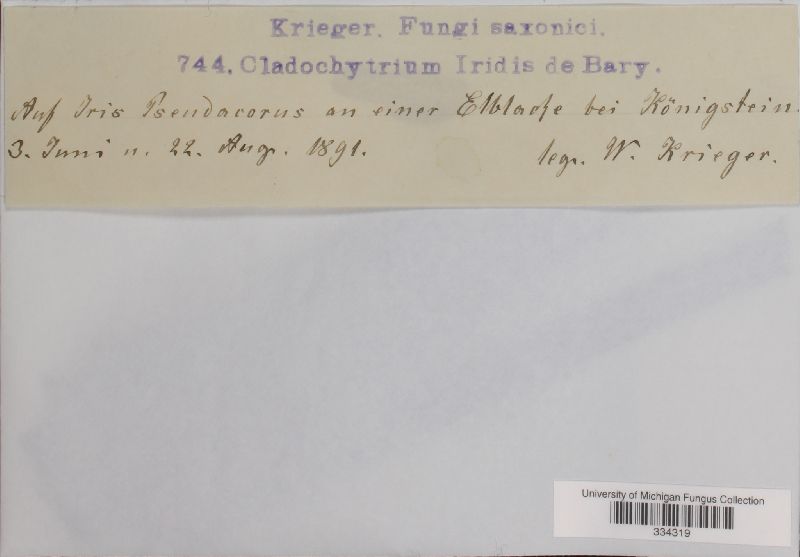 Krieger. Fungi saxonici.
744. Cladochytrium Iridis de Bary.
Auf Iris Pseudacorus an einer Elblache bei Königstein.
3. Juni u. 22. Aug. 1891.
leg. W. Krieger.
University of Michigan Fungus Collection
334319